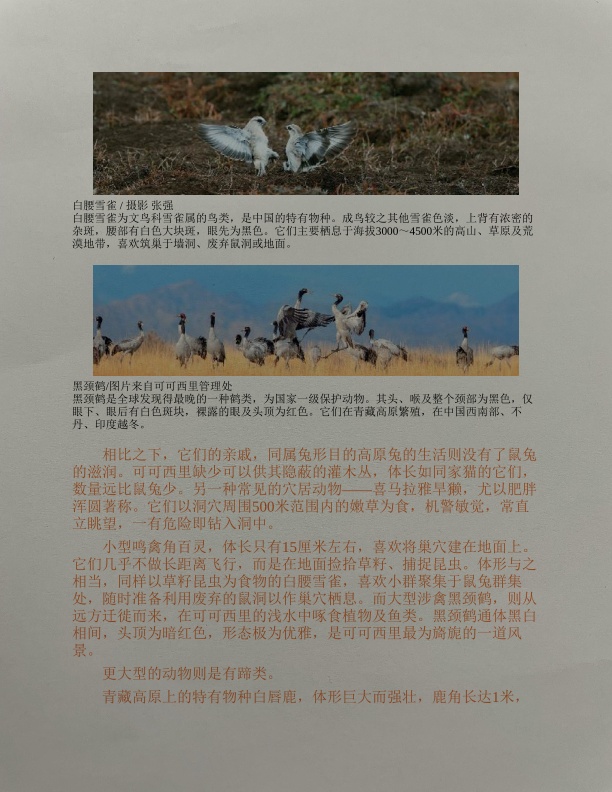 白腰雪雀 / 摄影 张强
白腰雪雀为文鸟科雪雀属的鸟类，是中国的特有物种。成鸟较之其他雪雀色淡，上背有浓密的
杂斑，腰部有白色大块斑，眼先为黑色。它们主要栖息于海拔3000～4500米的高山、草原及荒
漠地带，喜欢筑巢于墙洞、废弃鼠洞或地面。
黑颈鹤/图片来自可可西里管理处
黑颈鹤是全球发现得最晚的一种鹤类，为国家一级保护动物。其头、喉及整个颈部为黑色，仅
眼下、眼后有白色斑块，裸露的眼及头顶为红色。它们在青藏高原繁殖，在中国西南部、不
丹、印度越冬。
相比之下，它们的亲戚，同属兔形目的高原兔的生活则没有了鼠兔
的滋润。可可西里缺少可以供其隐蔽的灌木丛，体长如同家猫的它们，
数量远比鼠兔少。另一种常见的穴居动物——喜马拉雅旱獭，尤以肥胖
浑圆著称。它们以洞穴周围500米范围内的嫩草为食，机警敏觉，常直
立眺望，一有危险即钻入洞中。
小型鸣禽角百灵，体长只有15厘米左右，喜欢将巢穴建在地面上。
它们几乎不做长距离飞行，而是在地面捡拾草籽、捕捉昆虫。体形与之
相当，同样以草籽昆虫为食物的白腰雪雀，喜欢小群聚集于鼠兔群集
处，随时准备利用废弃的鼠洞以作巢穴栖息。而大型涉禽黑颈鹤，则从
远方迁徙而来，在可可西里的浅水中啄食植物及鱼类。黑颈鹤通体黑白
相间，头顶为暗红色，形态极为优雅，是可可西里最为旖旎的一道风
景。
更大型的动物则是有蹄类。
青藏高原上的特有物种白唇鹿，体形巨大而强壮，鹿角长达1米，